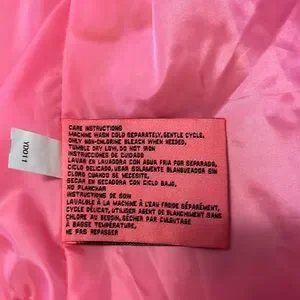 CARE INSTRUCTIONS
MACHINE WASH COLD SEPARATELY, GENTLE CYCLE,
ONLY NON-CHLORINE BLEACH WHEN NEEDED,
TUMBLE DRY LOW, DO NOT IRON
INSTRUCCIONES DE CUIDADO
LAVAR EN LAVADORA CON AGUA FRIA POR SEPARADO,
CICLO DELICADO, USAR SOLAMENTE BLANQUEADOR SIN
CLORO CUANDO SE NECESITE,
SECAR EN SECADORA CON CICLO BAJO,
NO PLANCHAR
INSTRUCTIONS DE SOIN
LAVABLE À LA MACHINE À L'EAU FROIDE SÉPARÉMENT,
CYCLE DÉLICAT, UTILISER AGENT DE BLANCHIMENT SANS
CHLORE AU BESOIN, SÉCHER PAR CULBUTAGE
À BASSE TEMPÉRATURE,
NE PAS REPASSER